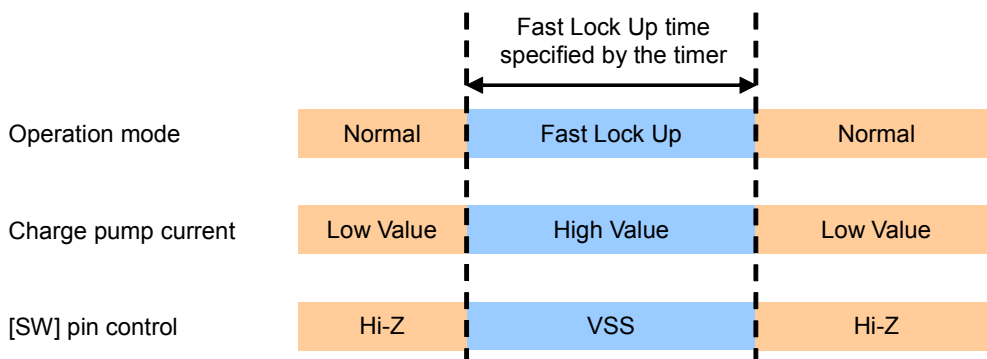 Fast Lock Up time
specified by the timer
Operation mode
Normal
Fast Lock Up
Normal
Charge pump current
Low Value
High Value
Low Value
[SW] pin control
Hi-Z
VSS
Hi-Z